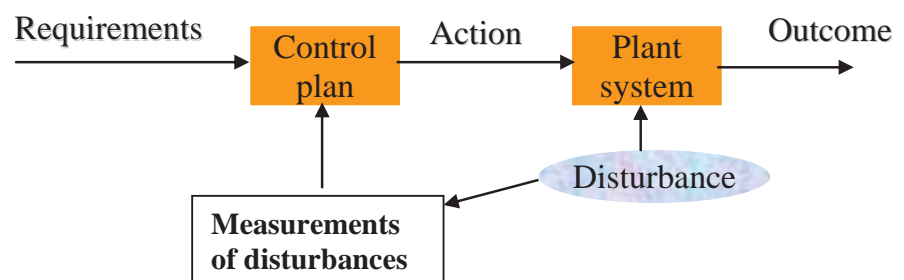 Requirements
Control
plan
Action
Plant
system
Outcome
Disturbance
Measurements
of disturbances